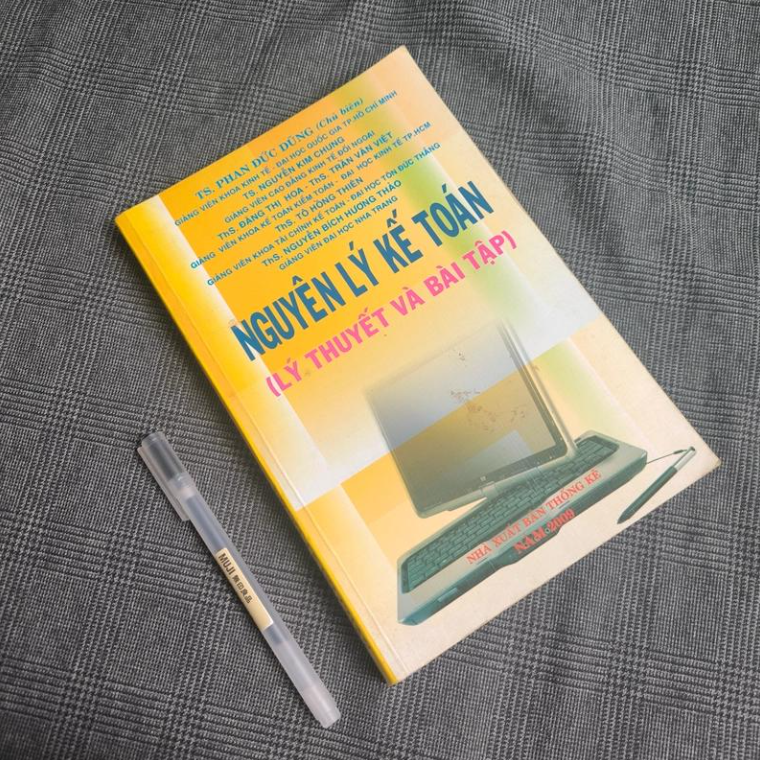 TS. PHAN ĐỨC DŨNG (Chủ biên)
GIẢNG VIÊN KHOA KINH TẾ - ĐẠI HỌC QUỐC GIA TP.HỒ CHÍ MINH
TS. NGUYỄN KIM CHUNG
GIẢNG VIÊN CAO ĐẲNG KINH TẾ ĐỐI NGOẠI
ThS. ĐẶNG THỊ HOA - ThS. TRẦN VĂN VIỆT
GIẢNG VIÊN KHOA KẾ TOÁN KIỂM TOÁN - ĐẠI HỌC KINH TẾ TP.HCM
ThS. TÔ HỒNG THIÊN
GIẢNG VIÊN KHOA TÀI CHÍNH KẾ TOÁN - ĐẠI HỌC TÔN ĐỨC THẮNG
ThS. NGUYỄN BÍCH HƯƠNG THẢO
GIẢNG VIÊN ĐẠI HỌC NHA TRANG
NGUYÊN LÝ KẾ TOÁN
(LÝ THUYẾT VÀ BÀI TẬP)
NHÀ XUẤT BẢN THỐNG KÊ
NĂM 2008
MUJI 無印良品